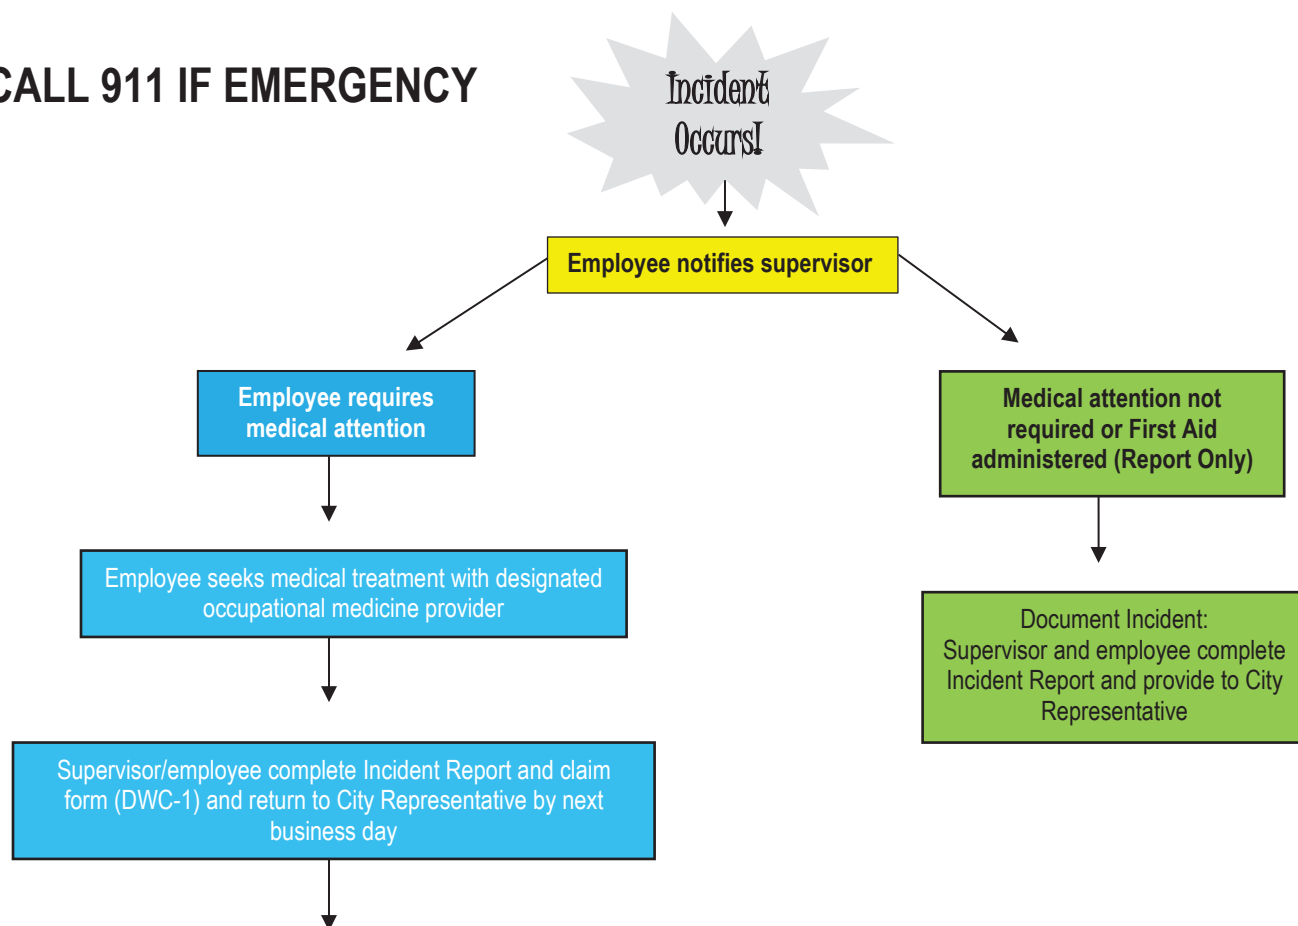 CALL 911 IF EMERGENCY
Incident
Occurs!
Employee notifies supervisor
Employee requires
medical attention
Medical attention not
required or First Aid
administered (Report Only)
Employee seeks medical treatment with designated
occupational medicine provider
Document Incident:
Supervisor and employee complete
Incident Report and provide to City
Representative
Supervisor/employee complete Incident Report and claim
form (DWC-1) and return to City Representative by next
business day